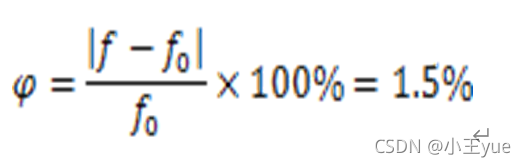 φ = |f − f₀| / f₀ × 100% = 1.5%
CSDN @小王yue